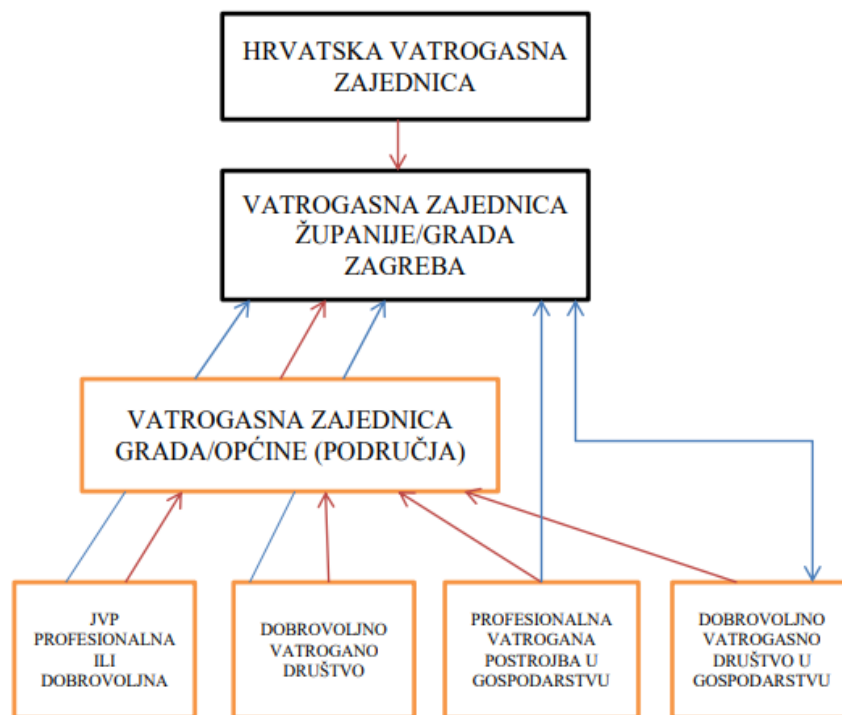 HRVATSKA VATROGASNA
ZAJEDNICA
VATROGASNA ZAJEDNICA
ŽUPANIJE/GRADA
ZAGREBA
VATROGASNA ZAJEDNICA
GRADA/OPĆINE (PODRUČJA)
JVP
PROFESIONALNA
ILI
DOBROVOLJNA
DOBROVOLJNO
VATROGANO
DRUŠTVO
PROFESIONALNA
VATROGANA
POSTROJBA U
GOSPODARSTVU
DOBROVOLJNO
VATROGASNO
DRUŠTVO U
GOSPODARSTVU